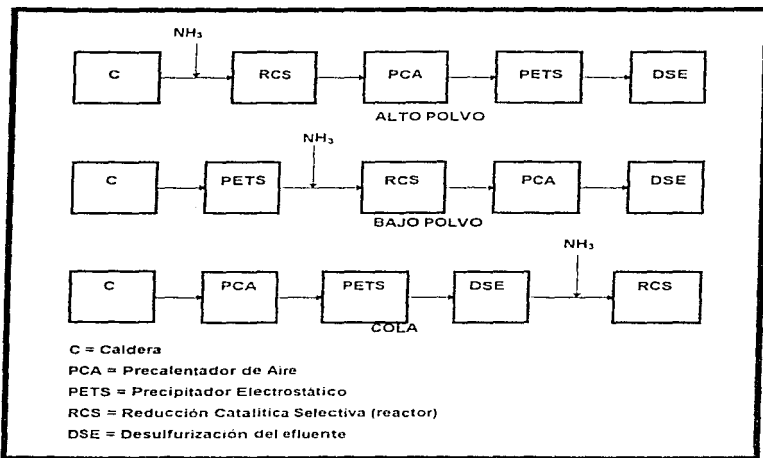 NH₃
C RCS PCA PETS DSE
ALTO POLVO
NH₃
C PETS RCS PCA DSE
BAJO POLVO
NH₃
C PCA PETS DSE RCS
COLA
C = Caldera
PCA = Precalentador de Aire
PETS = Precipitador Electrostático
RCS = Reducción Catalítica Selectiva (reactor)
DSE = Desulfurización del efluente